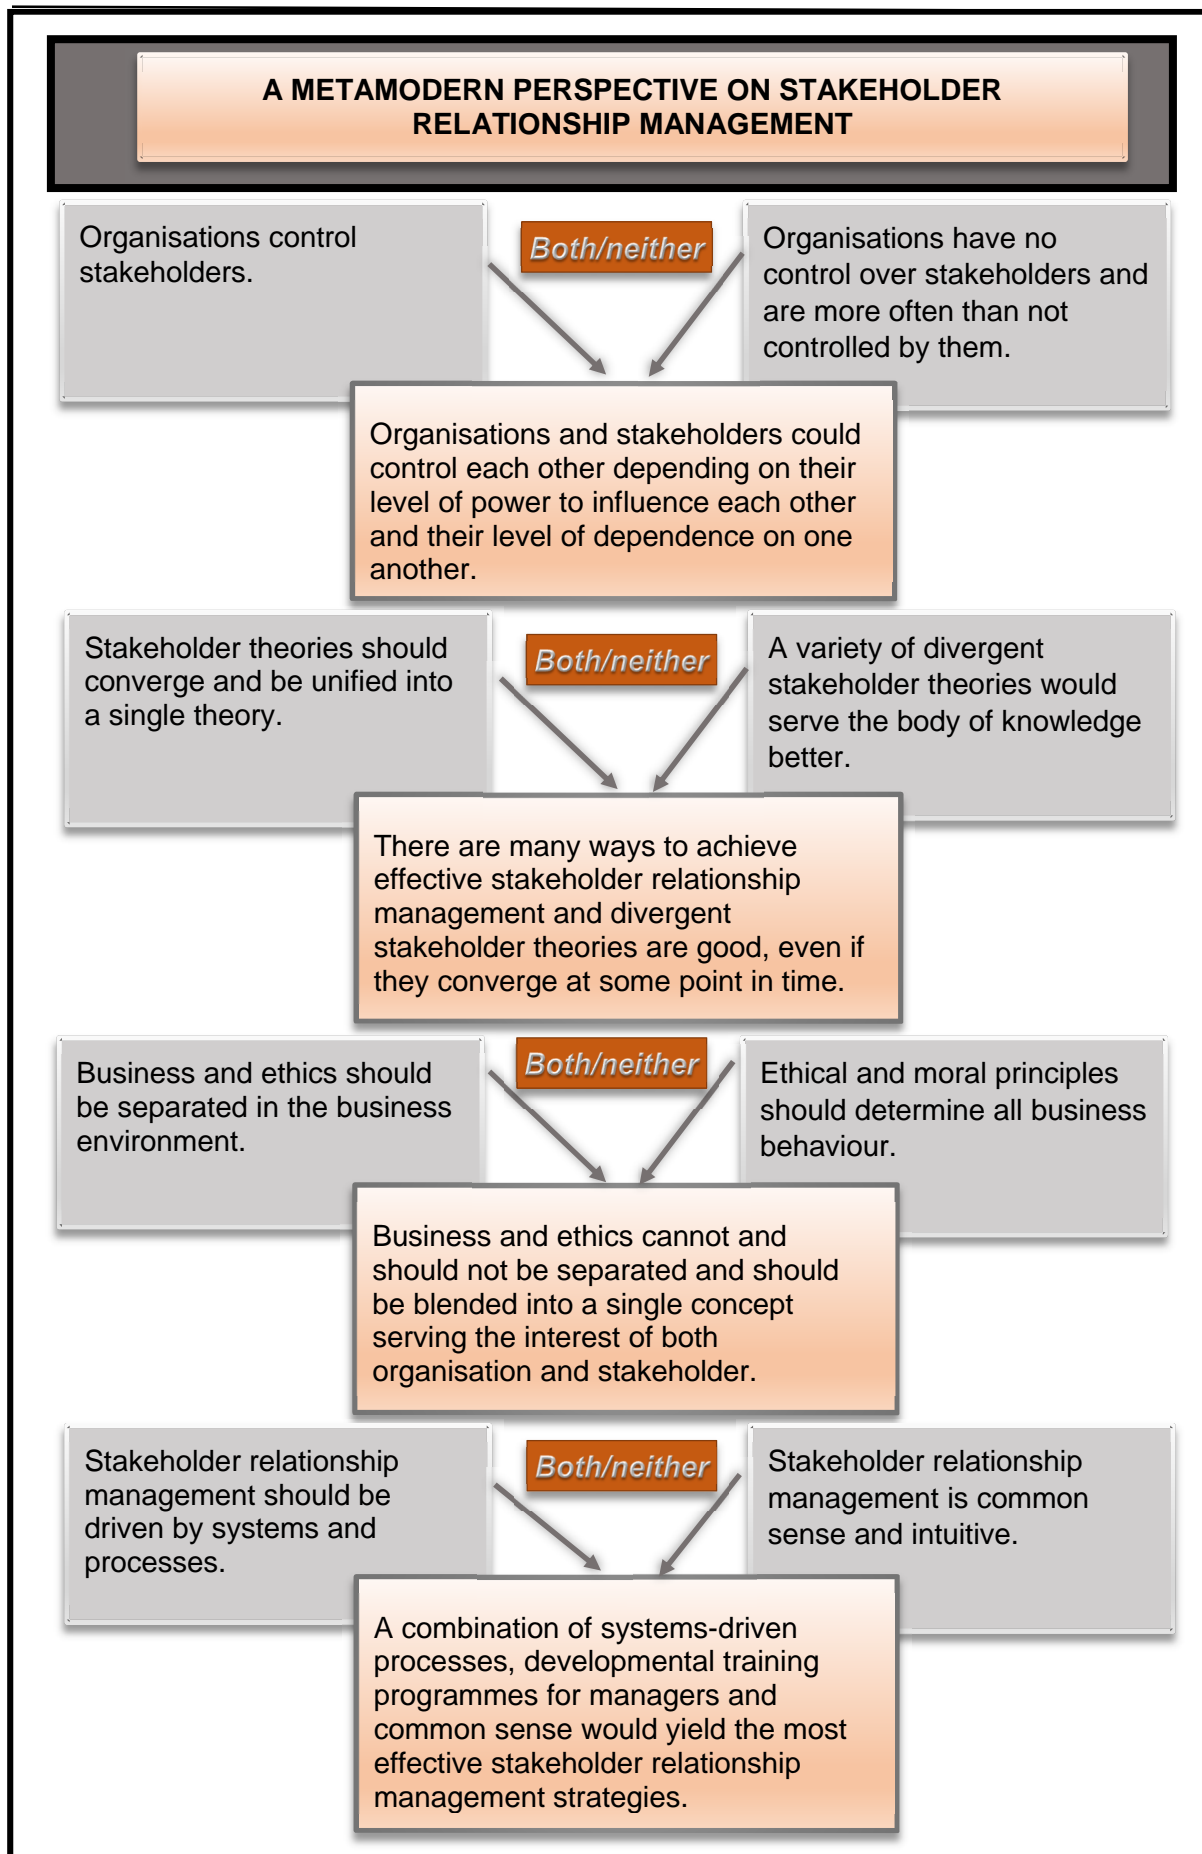 A METAMODERN PERSPECTIVE ON STAKEHOLDER
RELATIONSHIP MANAGEMENT
Organisations control
stakeholders.
Both/neither
Organisations have no
control over stakeholders and
are more often than not
controlled by them.
Organisations and stakeholders could
control each other depending on their
level of power to influence each other
and their level of dependence on one
another.
Stakeholder theories should
converge and be unified into
a single theory.
Both/neither
A variety of divergent
stakeholder theories would
serve the body of knowledge
better.
There are many ways to achieve
effective stakeholder relationship
management and divergent
stakeholder theories are good, even if
they converge at some point in time.
Business and ethics should
be separated in the business
environment.
Both/neither
Ethical and moral principles
should determine all business
behaviour.
Business and ethics cannot and
should not be separated and should
be blended into a single concept
serving the interest of both
organisation and stakeholder.
Stakeholder relationship
management should be
driven by systems and
processes.
Both/neither
Stakeholder relationship
management is common
sense and intuitive.
A combination of systems-driven
processes, developmental training
programmes for managers and
common sense would yield the most
effective stakeholder relationship
management strategies.